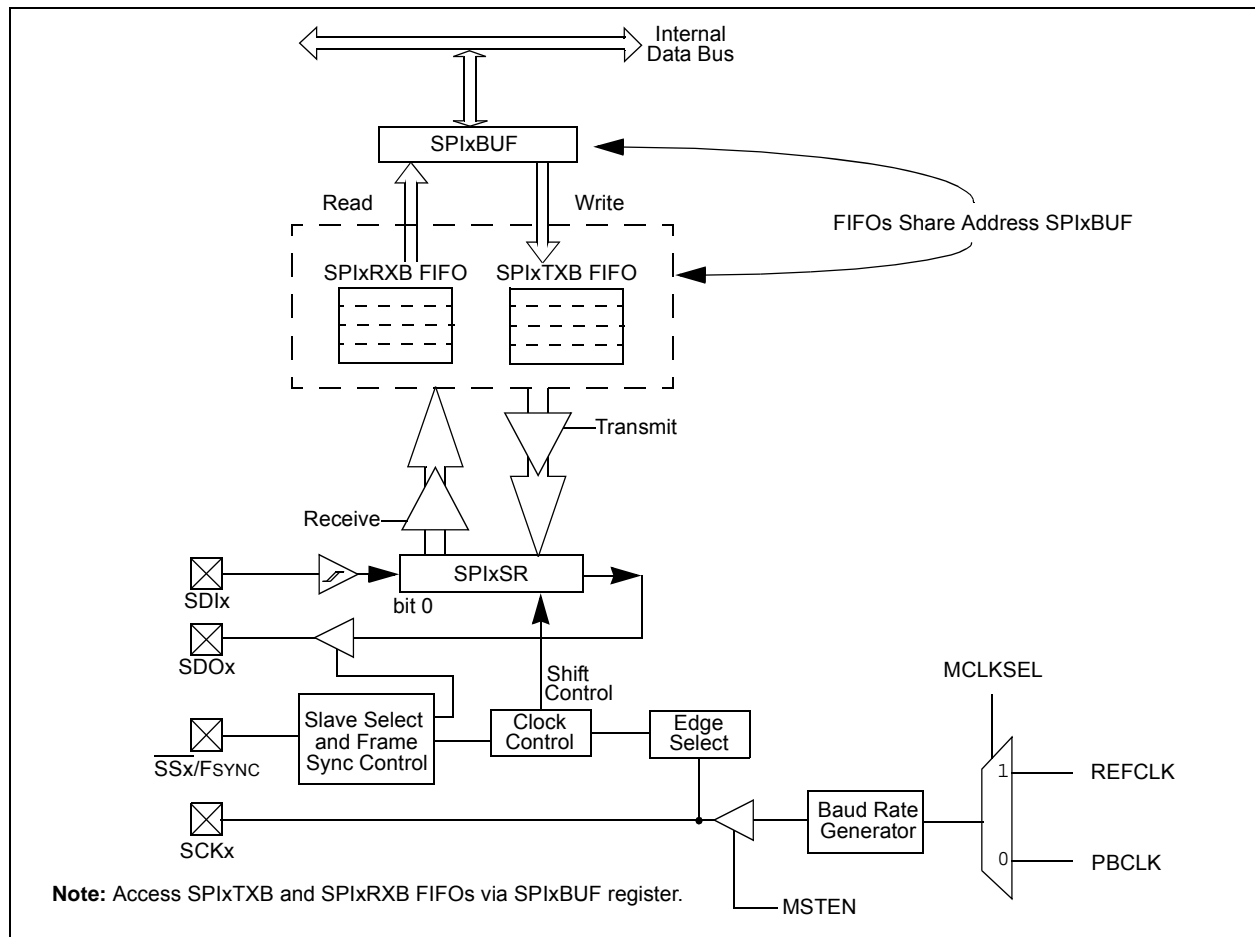 Internal
Data Bus
SPIxBUF
Read
Write
FIFOs Share Address SPIxBUF
SPIxRXB FIFO
SPIxTXB FIFO
Transmit
Receive
SPIxSR
SDIx
bit 0
SDOx
Shift
Control
MCLKSEL
Slave Select
and Frame
Sync Control
Clock
Control
Edge
Select
SSx/FSYNC
1
REFCLK
Baud Rate
Generator
SCKx
0
PBCLK
Note: Access SPIxTXB and SPIxRXB FIFOs via SPIxBUF register.
MSTEN